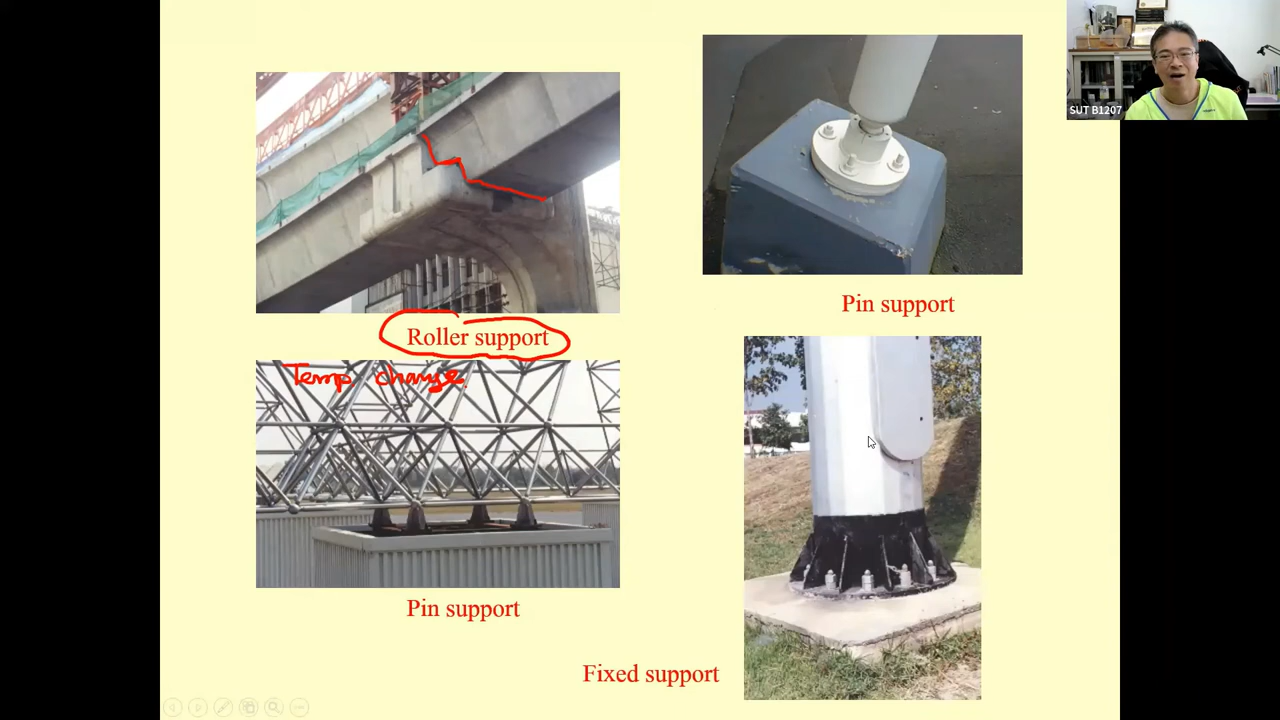 SUT B1207
Roller support
Pin support
Temp change
Pin support
Fixed support